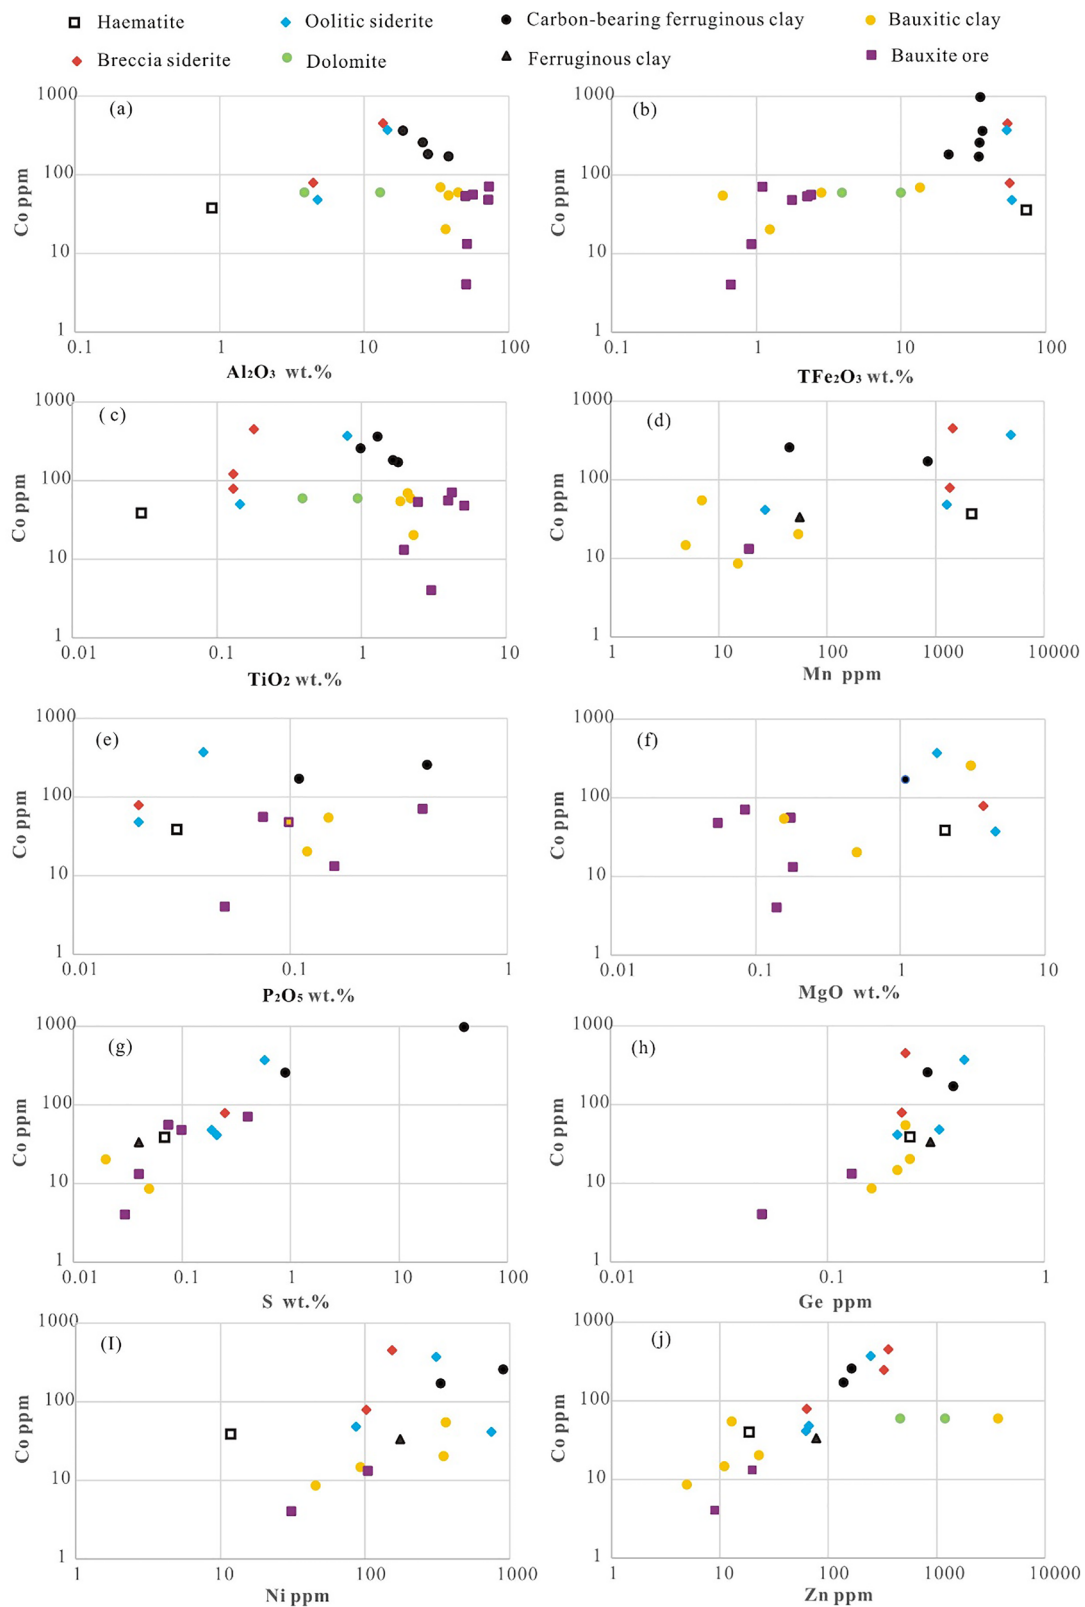 Haematite Oolitic siderite Carbon-bearing ferruginous clay Bauxitic clay
Breccia siderite Dolomite Ferruginous clay Bauxite ore
(a)
1000
100
10
1
Co ppm
0.1 1 10 100
Al₂O₃ wt.%
(b)
1000
100
10
1
Co ppm
0.1 1 10 100
TFe₂O₃ wt.%
( c)
1000
100
10
1
Co ppm
0.01 0.1 1 10
TiO₂ wt.%
(d)
1000
100
10
1
Co ppm
1 10 100 1000 10000
Mn ppm
(e)
1000
100
10
1
Co ppm
0.01 0.1 1
P₂O₅ wt.%
(f)
1000
100
10
1
Co ppm
0.01 0.1 1 10
MgO wt.%
(g)
1000
100
10
1
Co ppm
0.01 0.1 1 10 100
S wt.%
(h)
1000
100
10
1
Co ppm
0.01 0.1 1
Ge ppm
(I)
1000
100
10
1
Co ppm
1 10 100 1000
Ni ppm
(j)
1000
100
10
1
Co ppm
1 10 100 1000 10000
Zn ppm